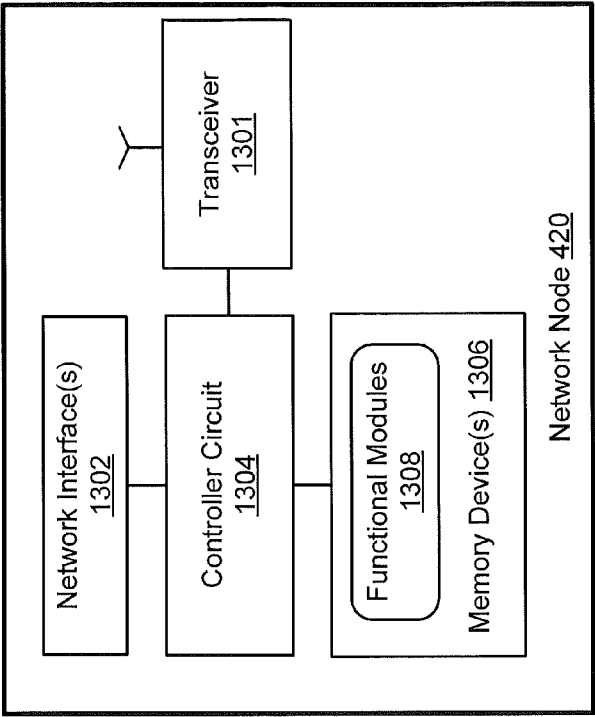 Transceiver
1301
Network Interface(s)
1302
Controller Circuit
1304
Functional Modules
1308
Memory Device(s) 1306
Network Node 420